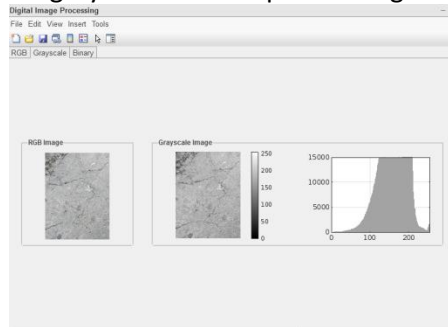 Digital Image Processing
File Edit View Insert Tools
RGB Grayscale Binary
RGB Image
Grayscale Image
250
200
150
100
50
0
15000
10000
5000
0
0 100 200